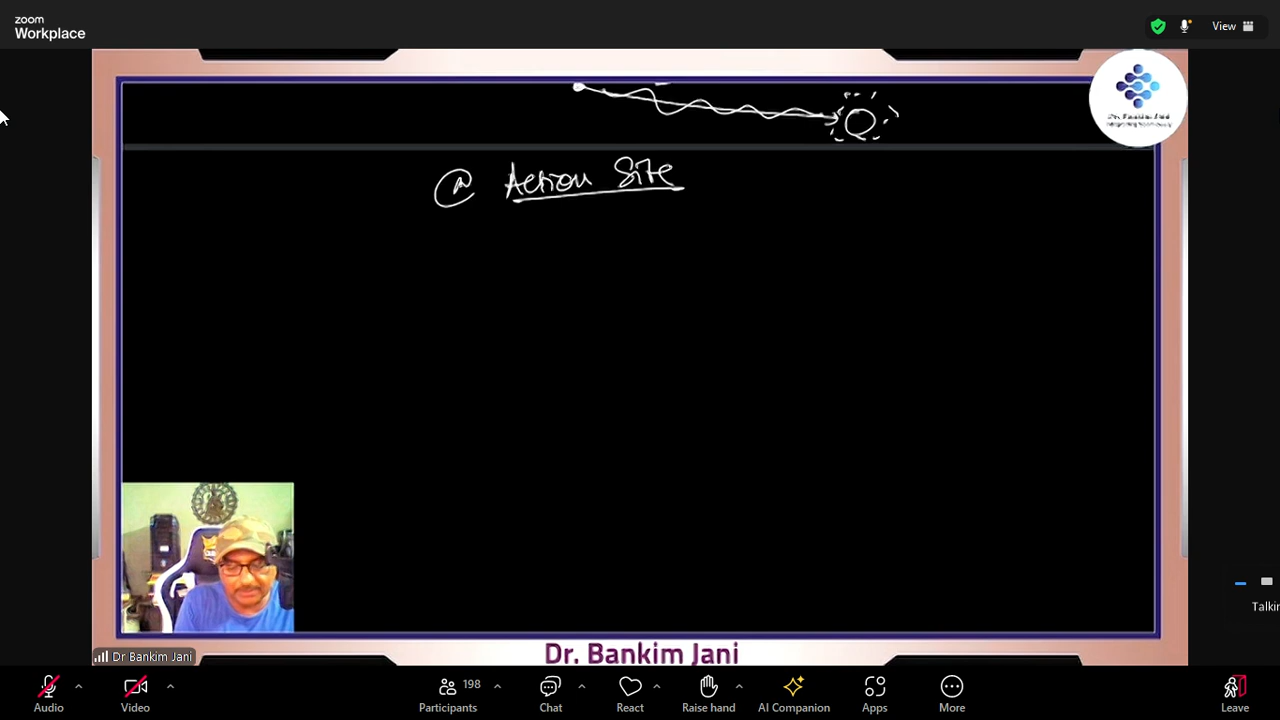 zoom
Workplace
View
@ Action Site
Talkin
Dr Bankim Jani
Dr. Bankim Jani
198
Audio
Video
Participants
Chat
React
Raise hand
AI Companion
Apps
More
Leave